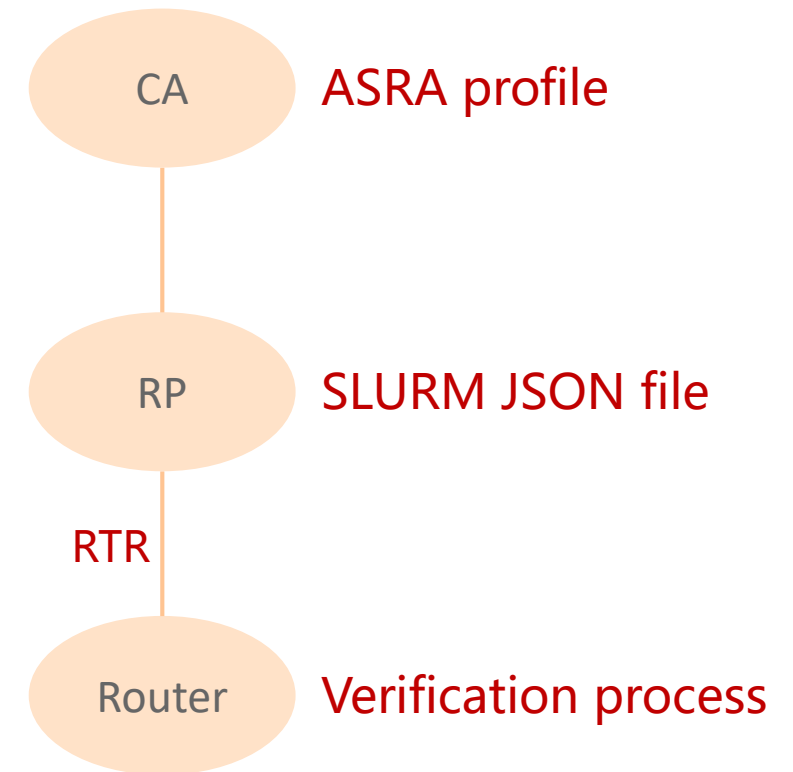 CA
ASRA profile
RP
SLURM JSON file
RTR
Router
Verification process